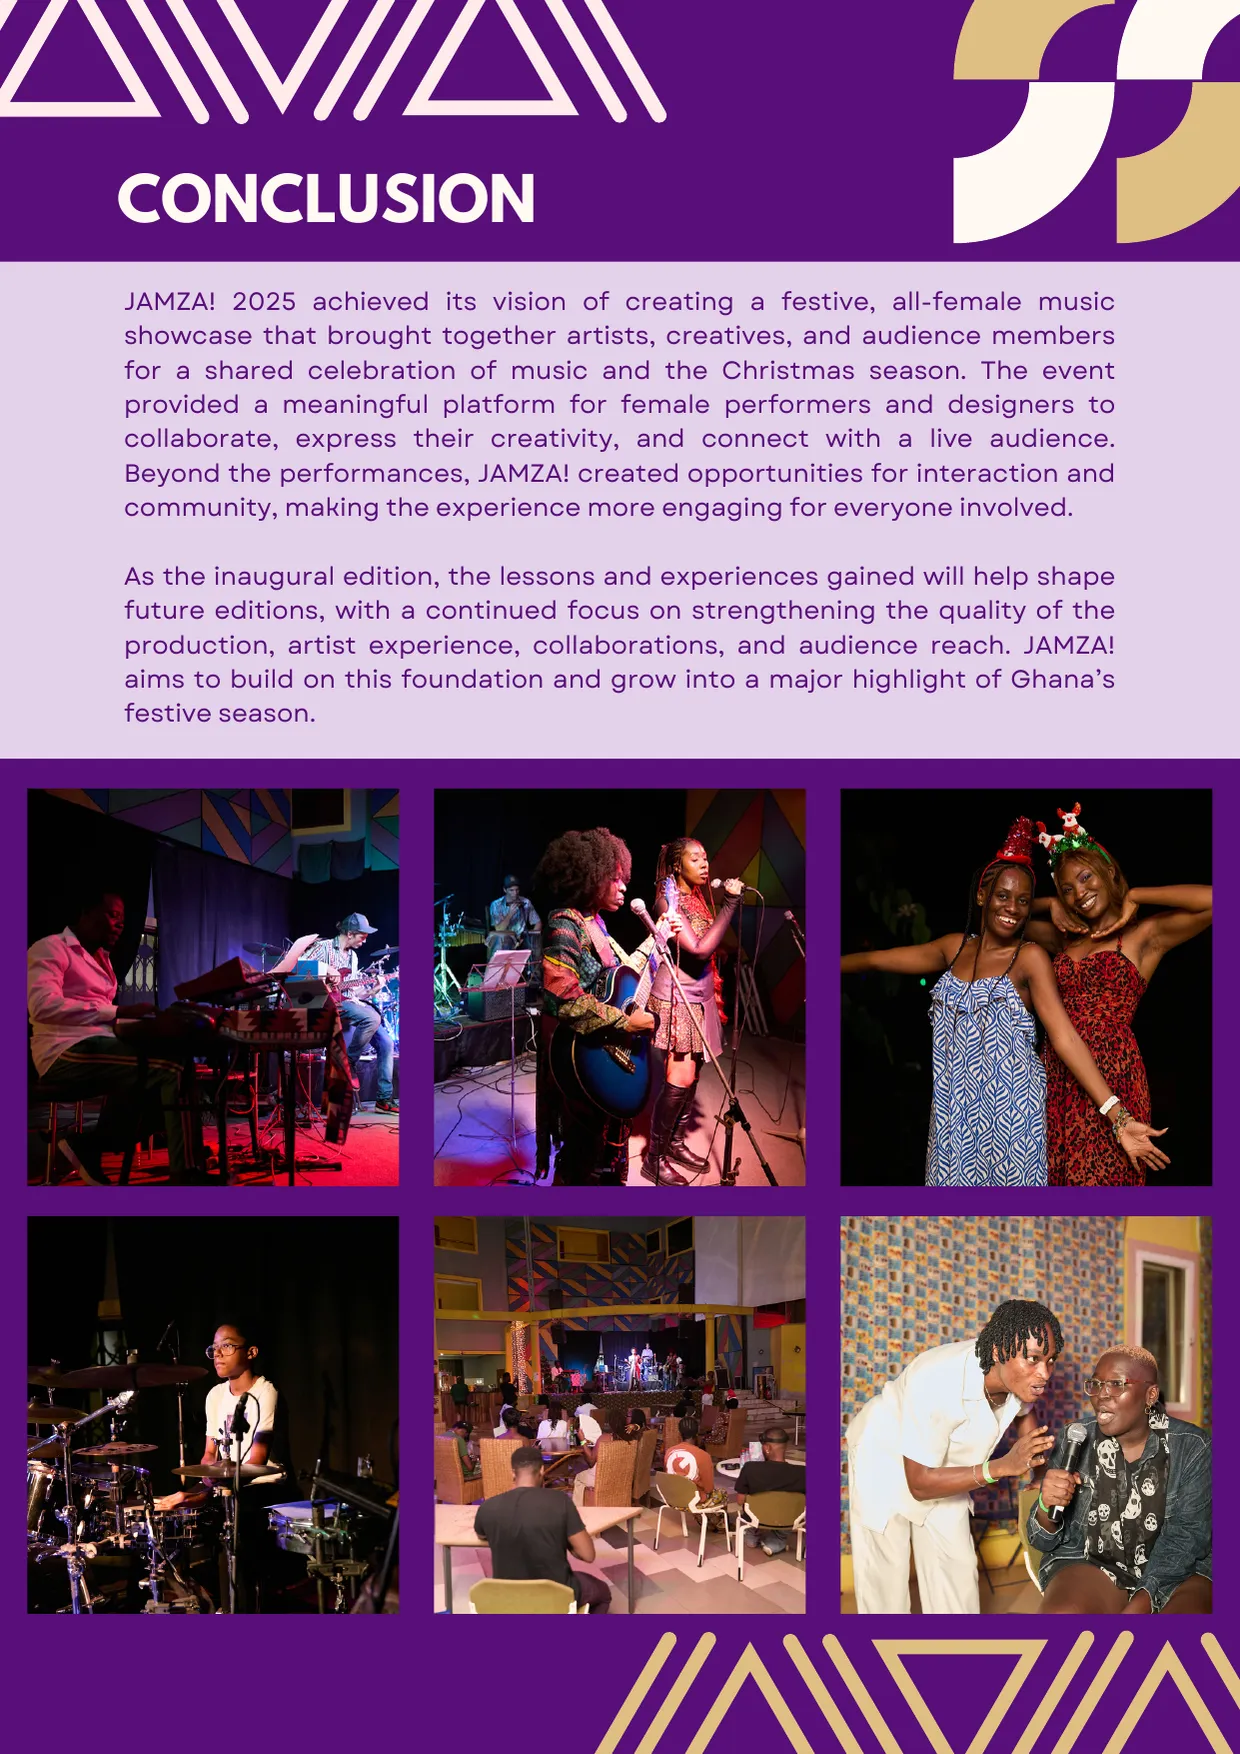 CONCLUSION
JAMZA! 2025 achieved its vision of creating a festive, all-female music
showcase that brought together artists, creatives, and audience members
for a shared celebration of music and the Christmas season. The event
provided a meaningful platform for female performers and designers to
collaborate, express their creativity, and connect with a live audience.
Beyond the performances, JAMZA! created opportunities for interaction and
community, making the experience more engaging for everyone involved.
As the inaugural edition, the lessons and experiences gained will help shape
future editions, with a continued focus on strengthening the quality of the
production, artist experience, collaborations, and audience reach. JAMZA!
aims to build on this foundation and grow into a major highlight of Ghana’s
festive season.